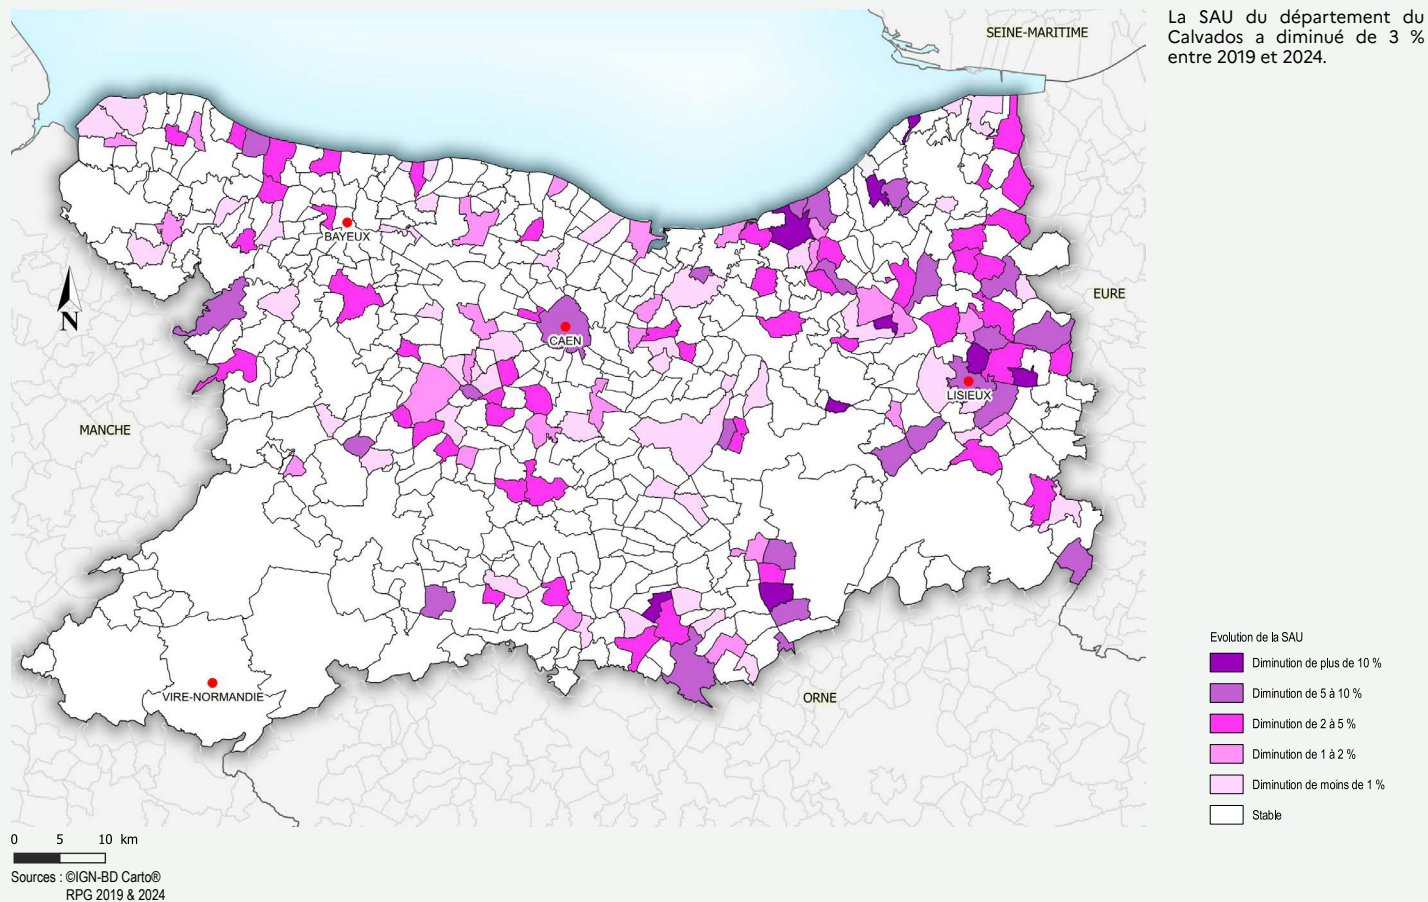 La SAU du département du
Calvados a diminué de 3 %
entre 2019 et 2024.
SEINE-MARITIME
BAYEUX
EURE
N
CAEN
LISIEUX
MANCHE
VIRE-NORMANDIE
ORNE
Evolution de la SAU
Diminution de plus de 10 %
Diminution de 5 à 10 %
Diminution de 2 à 5 %
Diminution de 1 à 2 %
Diminution de moins de 1 %
Stable
0 5 10 km
Sources : ©IGN-BD Carto®
RPG 2019 & 2024